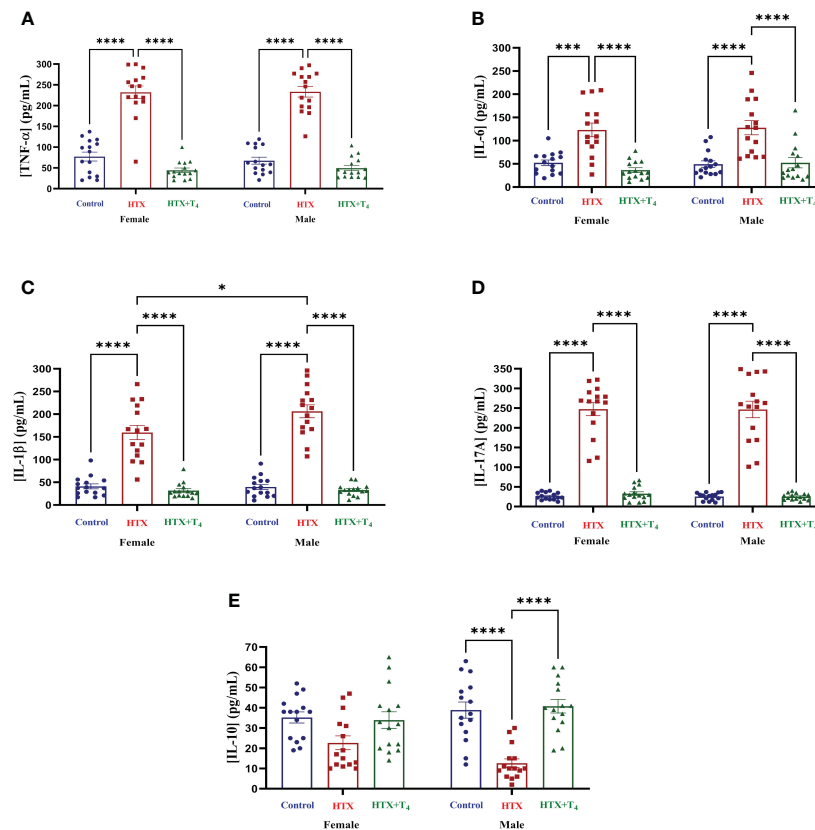 A
**** **** **** ****
[TNF-α] (pg/mL)
300
250
200
150
100
50
0
Control HTX HTX+T4 Control HTX HTX+T4
Female Male
B
*** **** **** ****
[IL-6] (pg/mL)
300
250
200
150
100
50
0
Control HTX HTX+T4 Control HTX HTX+T4
Female Male
C
*
**** **** **** ****
[IL-1β] (pg/mL)
300
250
200
150
100
50
0
Control HTX HTX+T4 Control HTX HTX+T4
Female Male
D
**** **** **** ****
[IL-17A] (pg/mL)
350
300
250
200
150
100
50
0
Control HTX HTX+T4 Control HTX HTX+T4
Female Male
E
**** ****
[IL-10] (pg/mL)
70
60
50
40
30
20
10
0
Control HTX HTX+T4 Control HTX HTX+T4
Female Male